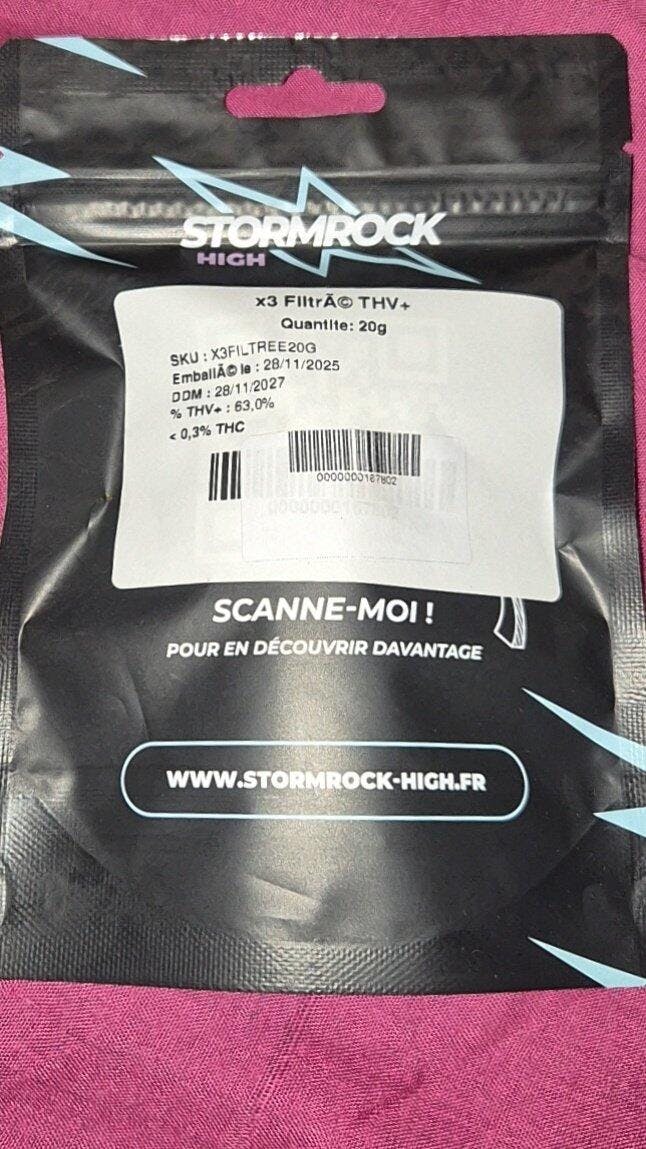 STORMROCK
HIGH
x3 FiltrÃ© THV+
Quantite: 20g
SKU : X3FILTREE20G
EmballÃ© le : 28/11/2025
DDM : 28/11/2027
% THV+ : 63,0%
< 0,3% THC
0000000167802
SCANNE-MOI !
POUR EN DÉCOUVRIR DAVANTAGE
WWW.STORMROCK-HIGH.FR